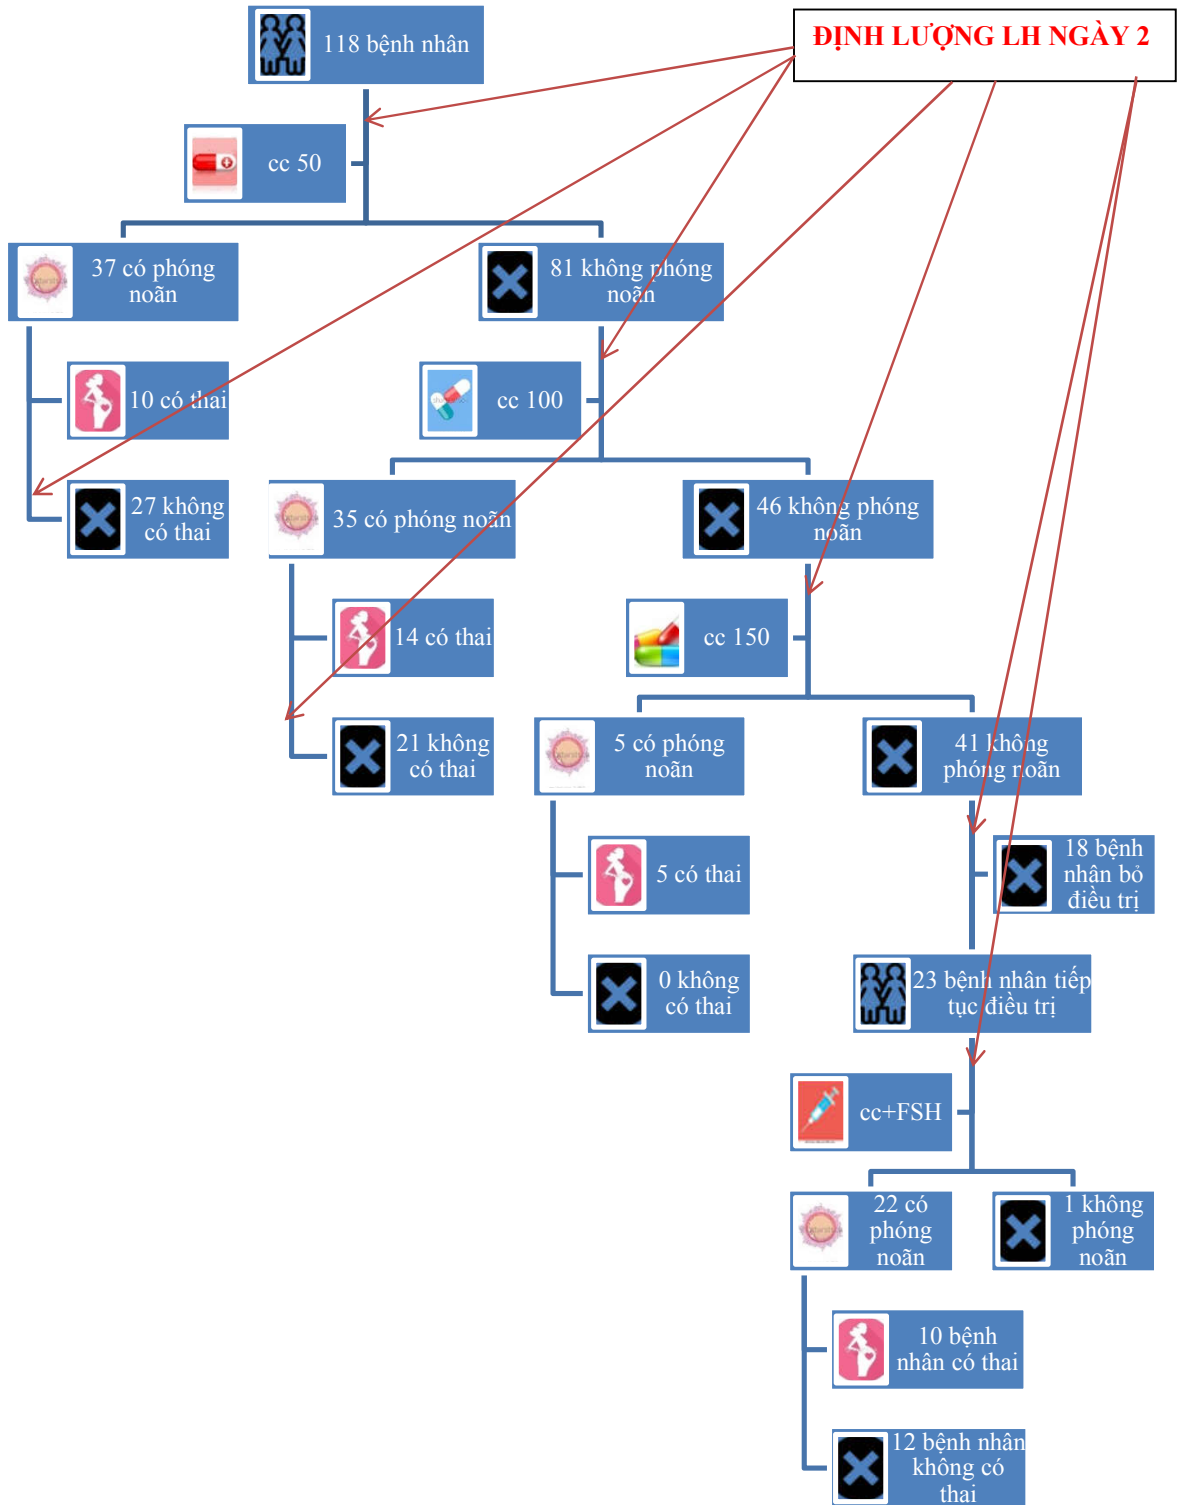 118 bệnh nhân
ĐỊNH LƯỢNG LH NGÀY 2
cc 50
37 có phóng
noãn
81 không phóng
noãn
10 có thai
cc 100
27 không
có thai
35 có phóng noãn
46 không phóng
noãn
14 có thai
cc 150
21 không
có thai
5 có phóng
noãn
41 không
phóng noãn
5 có thai
18 bệnh
nhân bỏ
điều trị
0 không
có thai
23 bệnh nhân tiếp
tục điều trị
cc+FSH
22 có
phóng
noãn
1 không
phóng
noãn
10 bệnh
nhân có thai
12 bệnh nhân
không có
thai